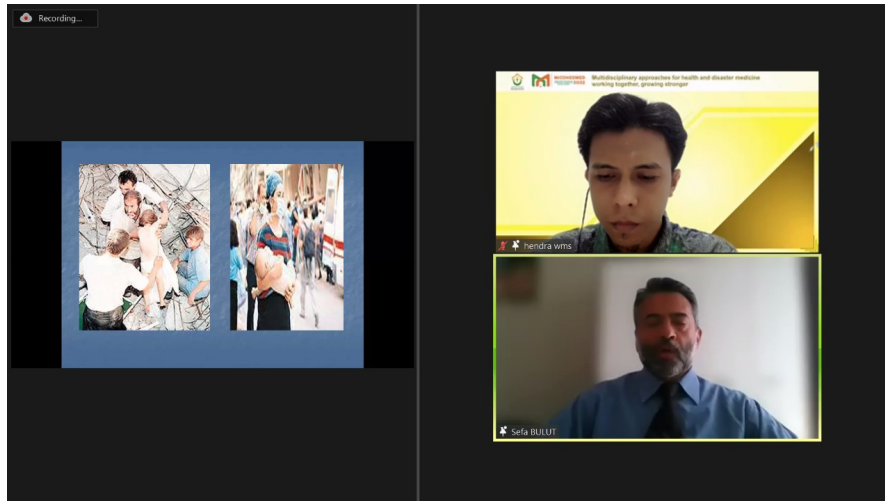 Recording...
Multidisciplinary approaches for health and disaster medicine
working together, growing stronger
hendra wms
Sefa BULUT